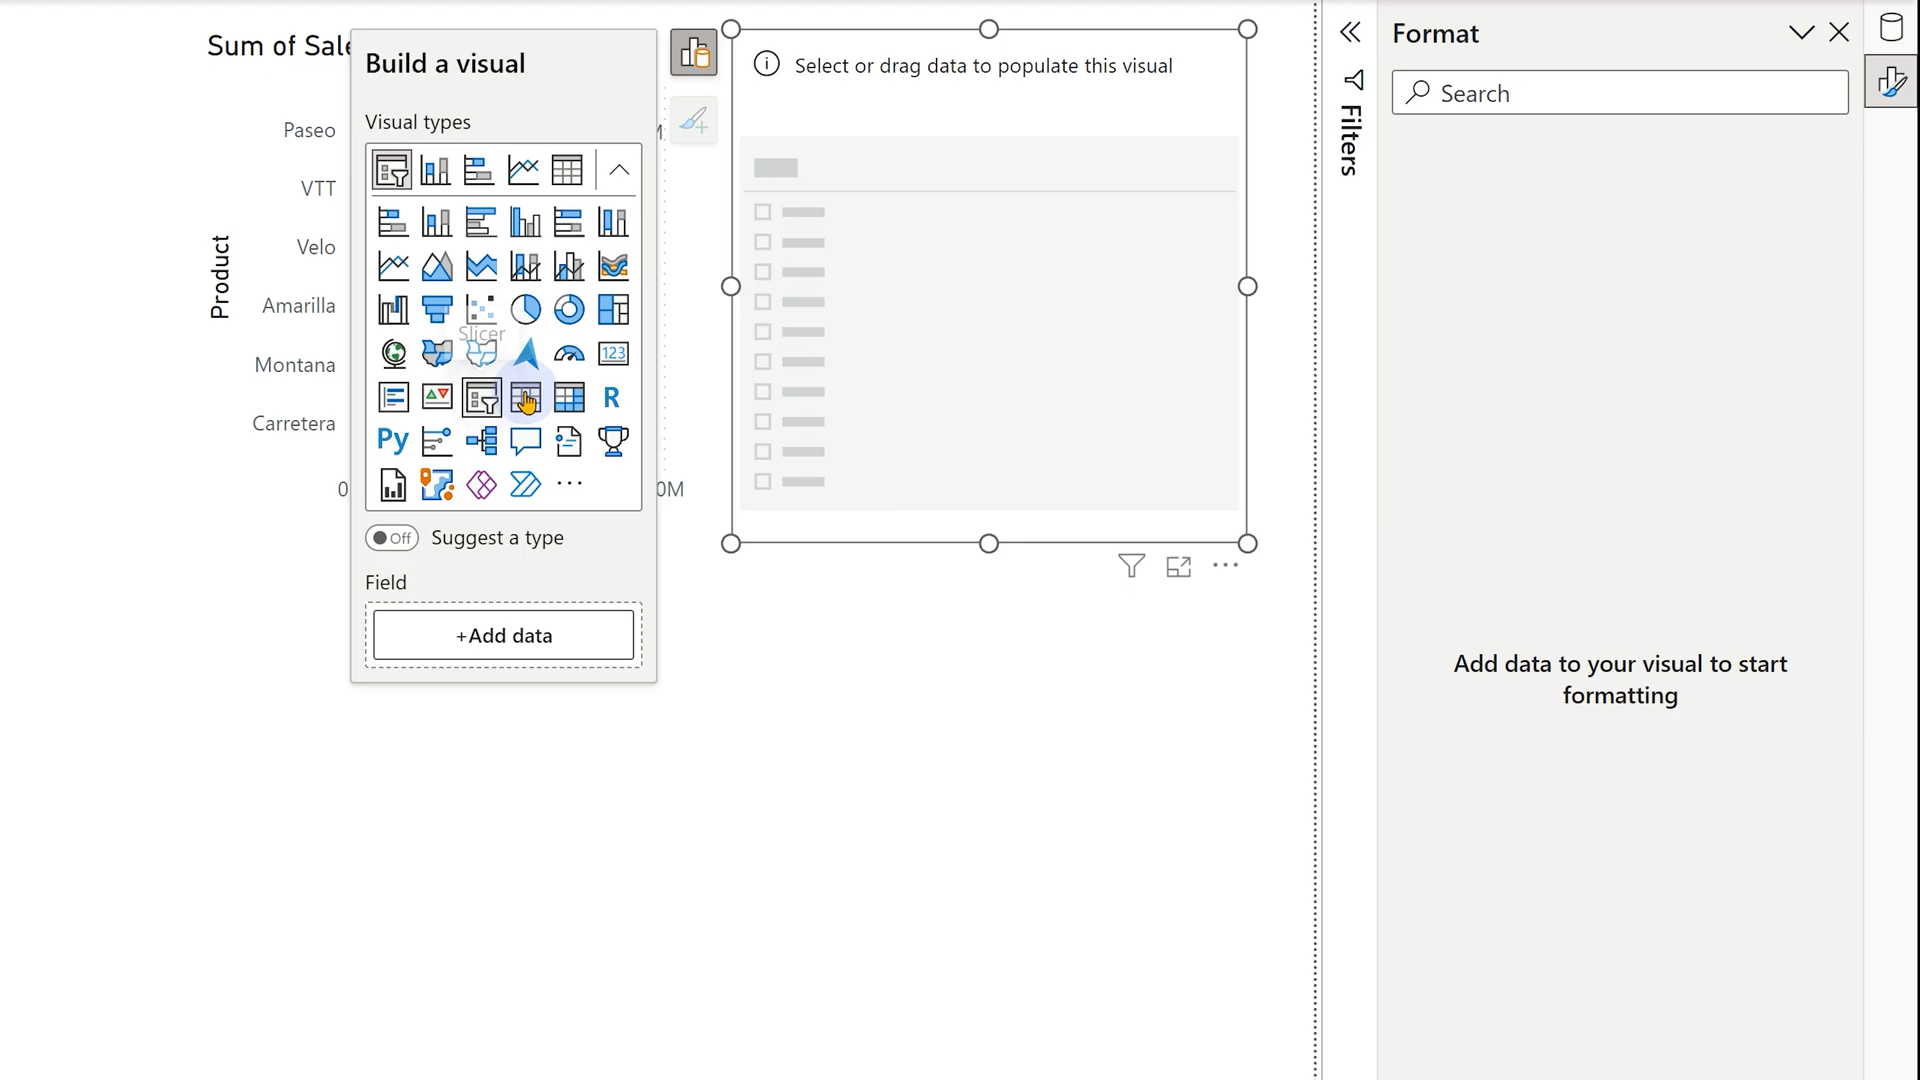 Sum of Sale
Product
Paseo
VTT
Velo
Amarilla
Montana
Carretera
0
0M
Build a visual
Visual types
Slicer
123
R
Py
Off
Suggest a type
Field
+Add data
Select or drag data to populate this visual
Filters
Format
Search
Add data to your visual to start
formatting